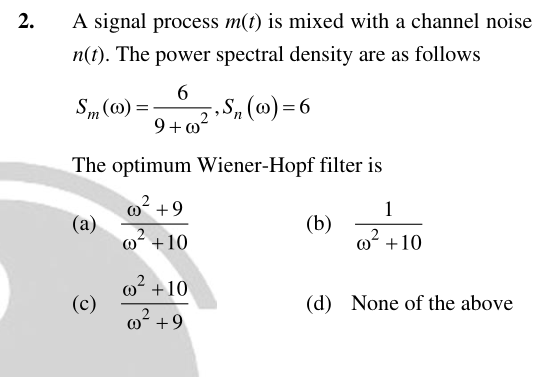 2. A signal process m(t) is mixed with a channel noise
n(t). The power spectral density are as follows
S_m(ω) = 6/(9 + ω²), S_n(ω) = 6
The optimum Wiener-Hopf filter is
(a) (ω² + 9)/(ω² + 10) (b) 1/(ω² + 10)
(c) (ω² + 10)/(ω² + 9) (d) None of the above